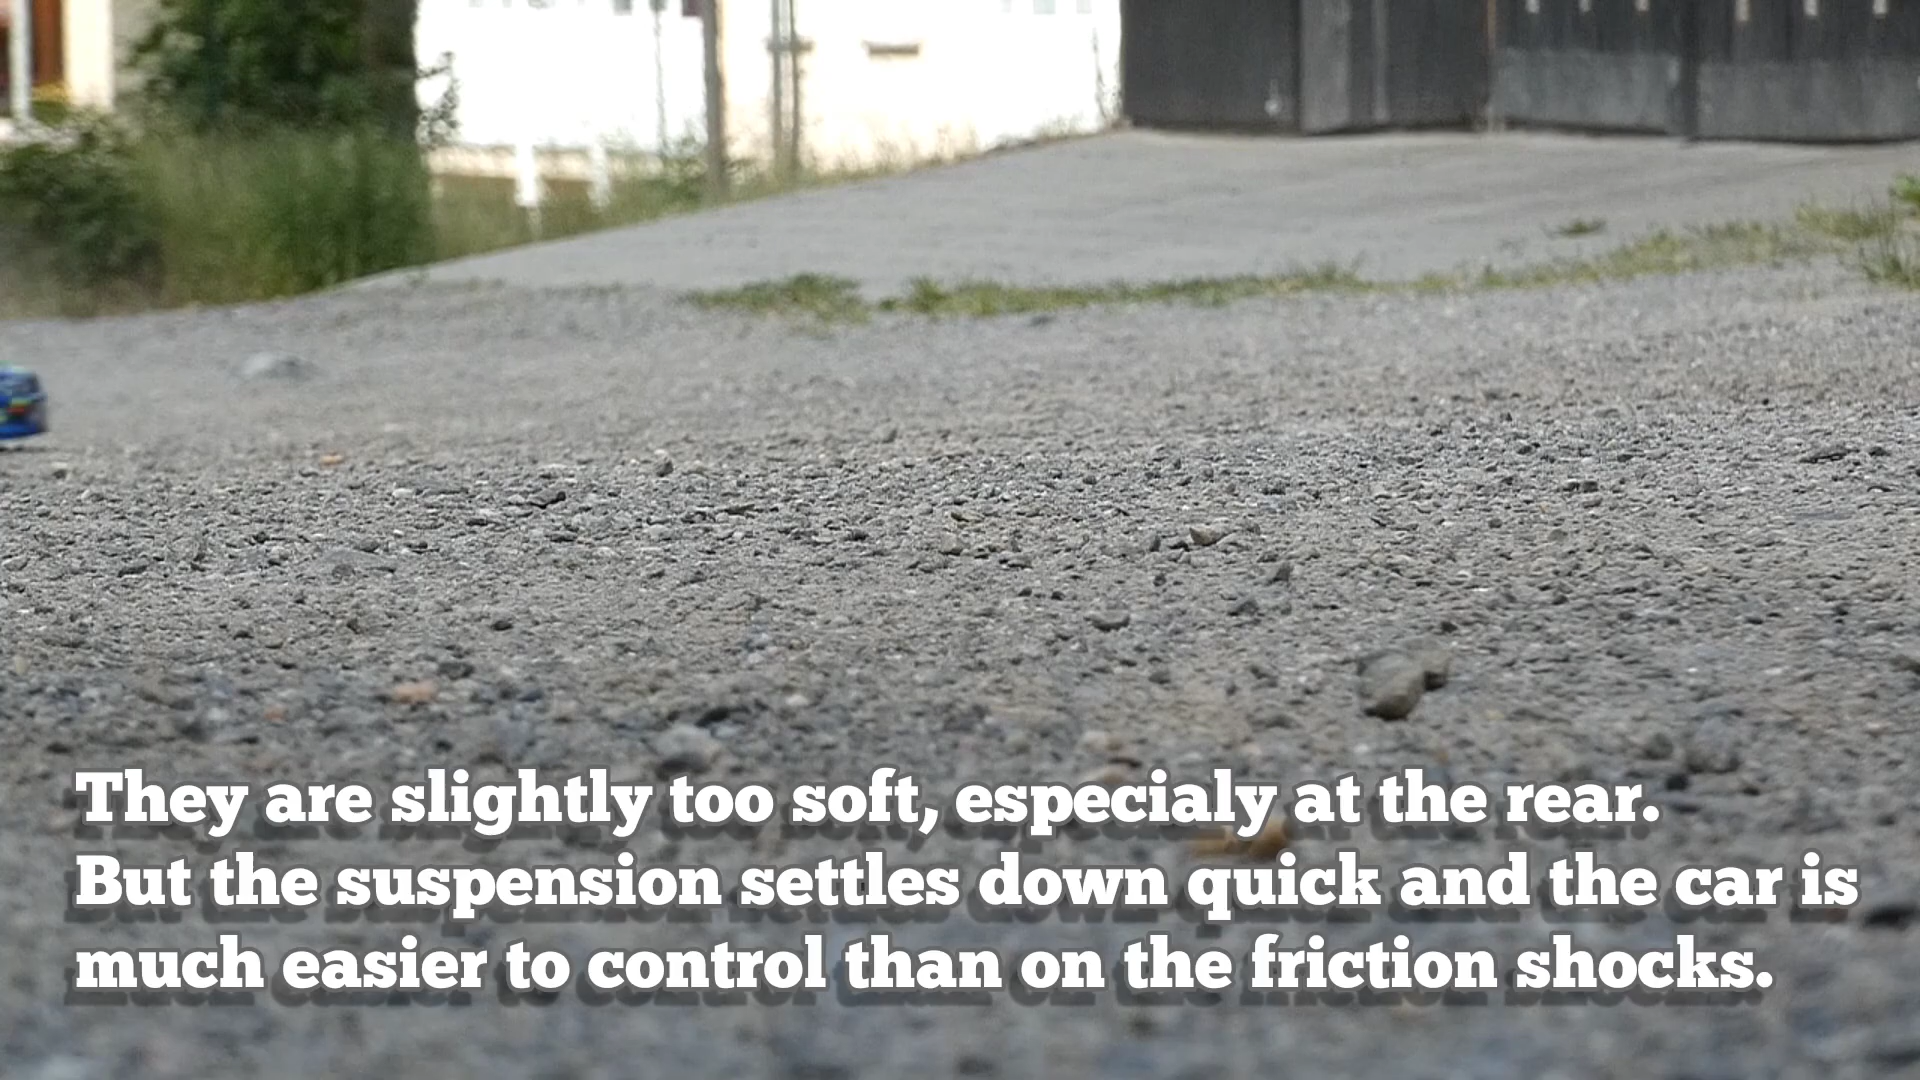 They are slightly too soft, especialy at the rear.
But the suspension settles down quick and the car is
much easier to control than on the friction shocks.